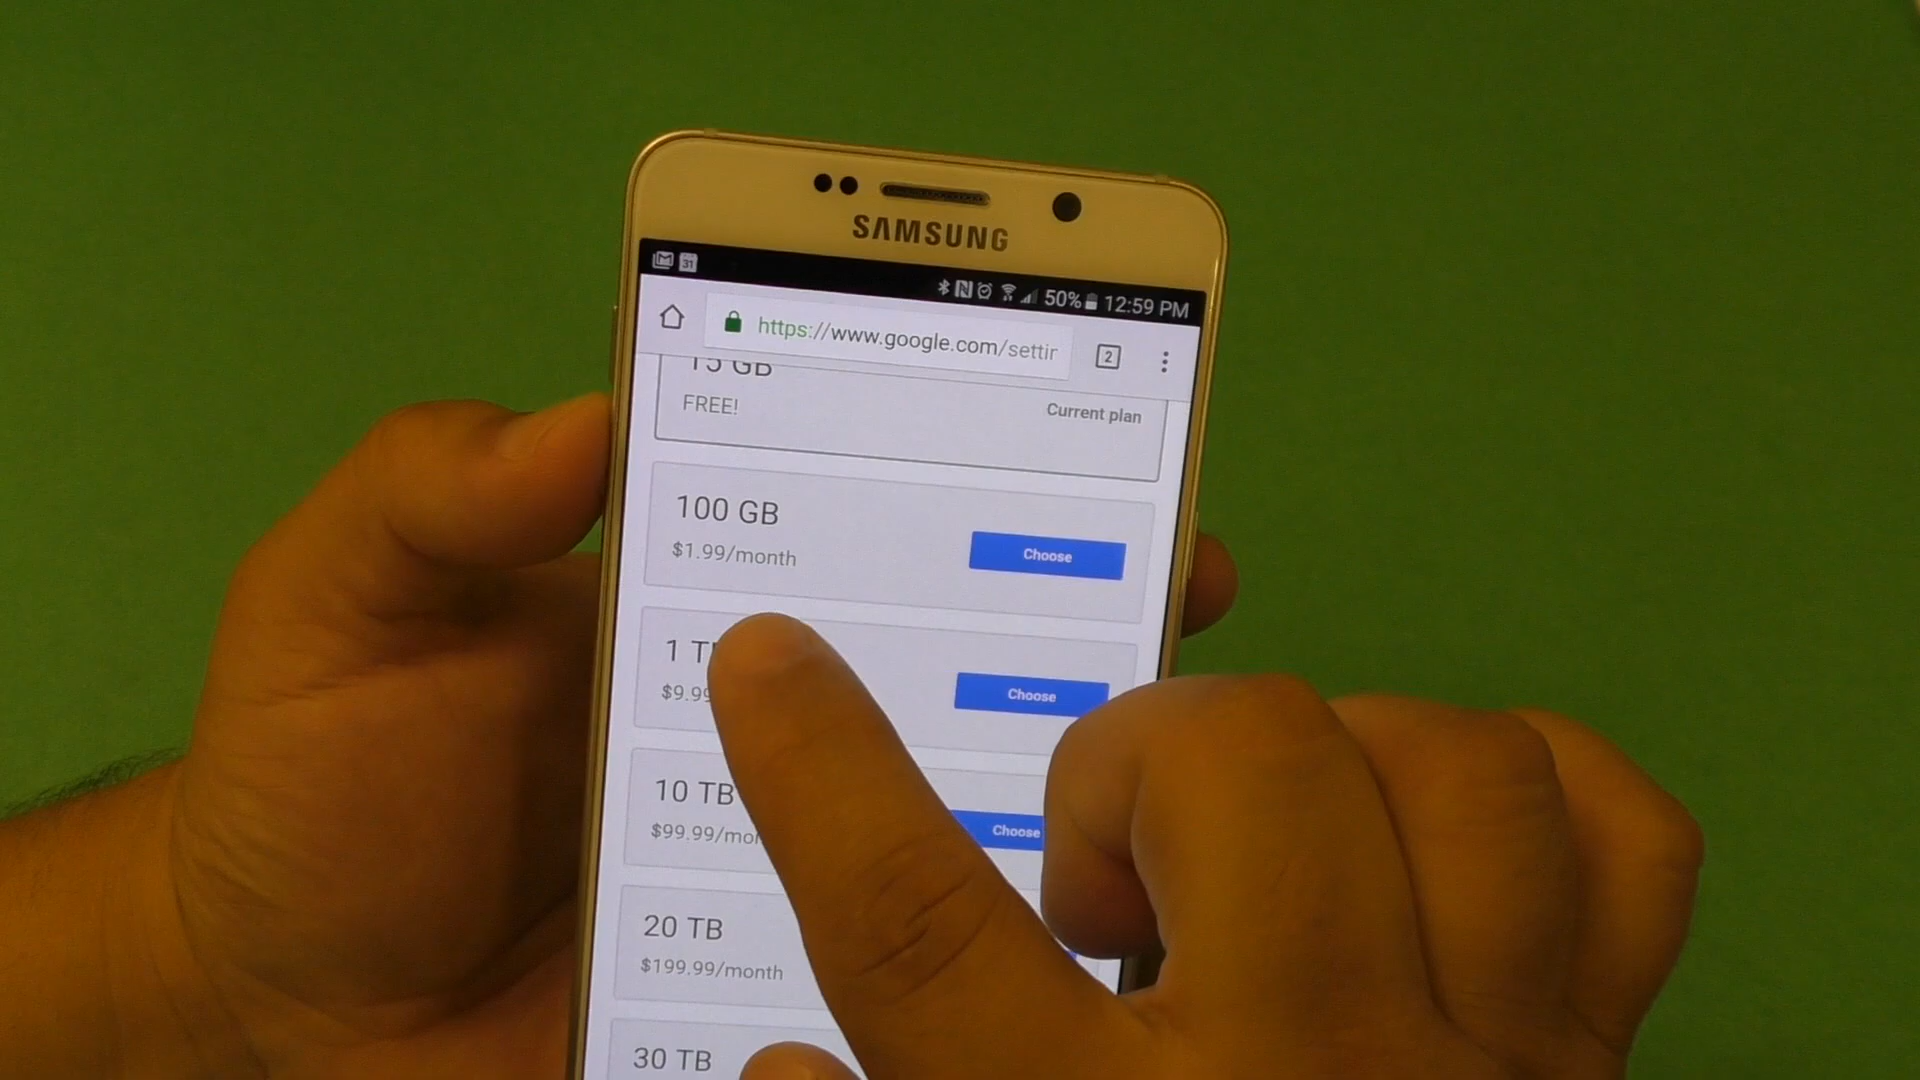 SAMSUNG
31
50% 12:59 PM
https://www.google.com/settir
2
15 GB
FREE!
Current plan
100 GB
$1.99/month
Choose
1
$9.99
Choose
10 TB
$99.99/mo
Choose
20 TB
$199.99/month
30 TB